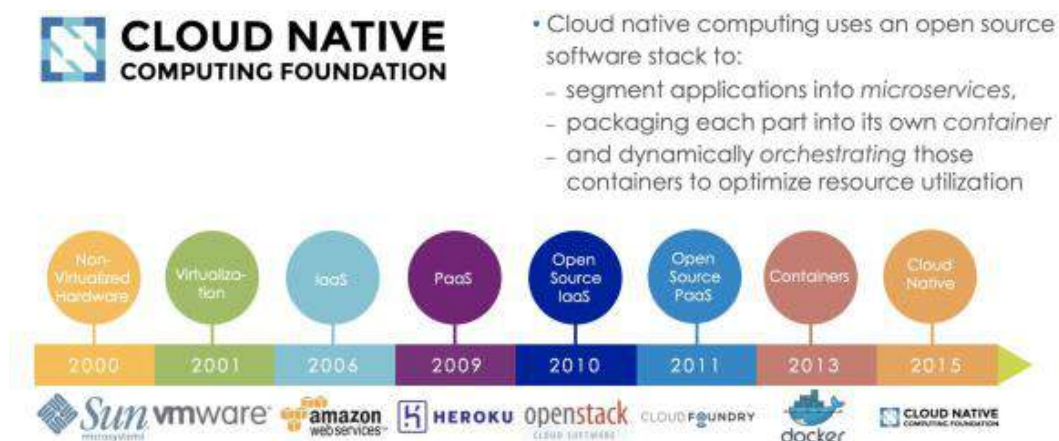 CLOUD NATIVE
COMPUTING FOUNDATION
• Cloud native computing uses an open source
software stack to:
– segment applications into microservices,
– packaging each part into its own container
– and dynamically orchestrating those
containers to optimize resource utilization
Non-
Virtualized
Hardware
Virtualiza-
tion
IaaS
PaaS
Open
Source
IaaS
Open
Source
PaaS
Containers
Cloud
Native
2000
2001
2006
2009
2010
2011
2013
2015
Sun
microsystems
vmware
amazon
web services™
HEROKU
openstack
CLOUD SOFTWARE
CLOUD FOUNDRY
docker
CLOUD NATIVE
COMPUTING FOUNDATION